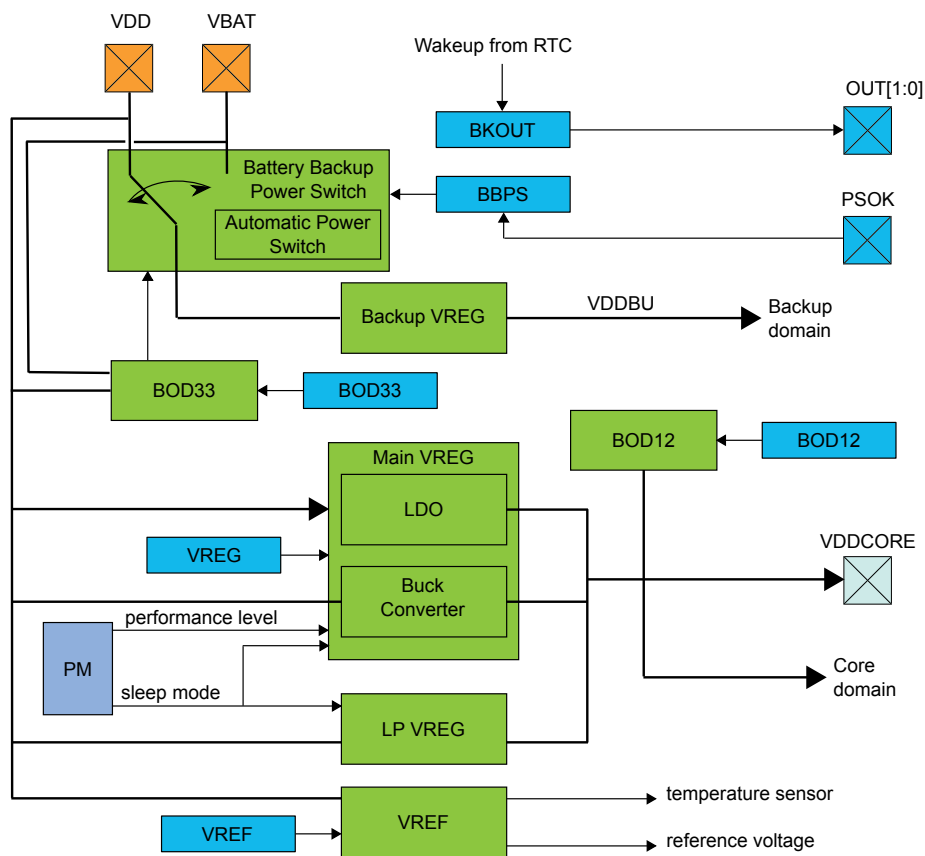 VDD
VBAT
Wakeup from RTC
OUT[1:0]
BKOUT
Battery Backup
Power Switch
BBPS
PSOK
Automatic Power
Switch
Backup VREG
VDDBU
Backup
domain
BOD33
BOD33
BOD12
BOD12
Main VREG
LDO
VREG
VDDCORE
Buck
Converter
performance level
PM
sleep mode
Core
domain
LP VREG
VREF
VREF
temperature sensor
reference voltage